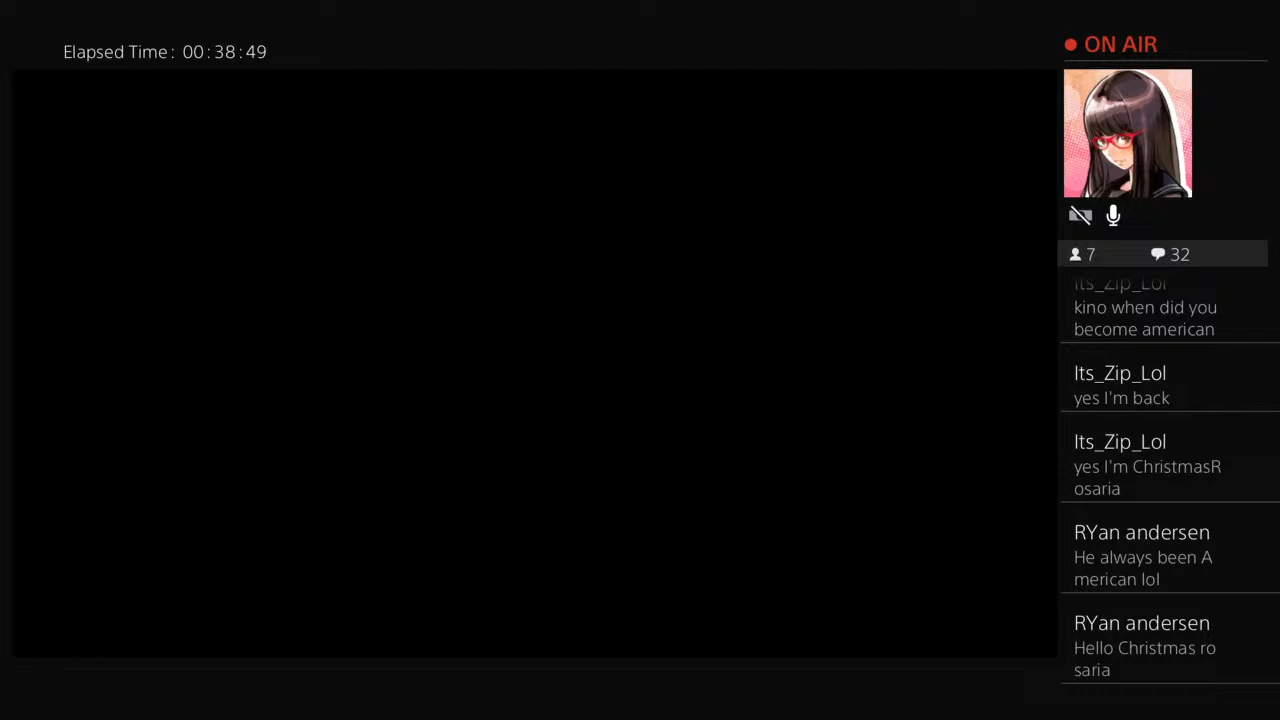 Elapsed Time: 00:38:49
ON AIR
7 32
Its_Zip_Lol
kino when did you
become american
Its_Zip_Lol
yes I'm back
Its_Zip_Lol
yes I'm ChristmasR
osaria
RYan andersen
He always been A
merican lol
RYan andersen
Hello Christmas ro
saria